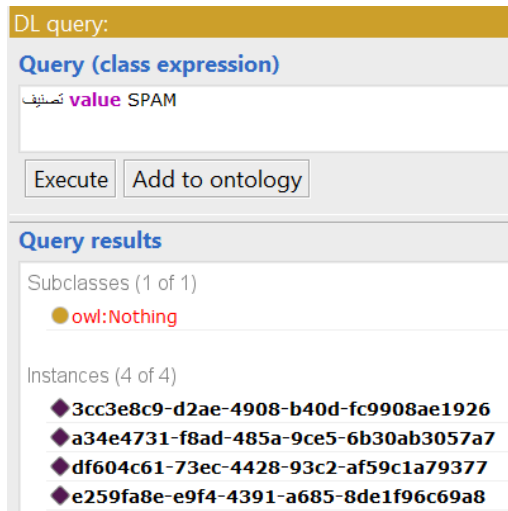 DL query:
Query (class expression)
تصنيف value SPAM
Execute Add to ontology
Query results
Subclasses (1 of 1)
owl:Nothing
Instances (4 of 4)
3cc3e8c9-d2ae-4908-b40d-fc9908ae1926
a34e4731-f8ad-485a-9ce5-6b30ab3057a7
df604c61-73ec-4428-93c2-af59c1a79377
e259fa8e-e9f4-4391-a685-8de1f96c69a8